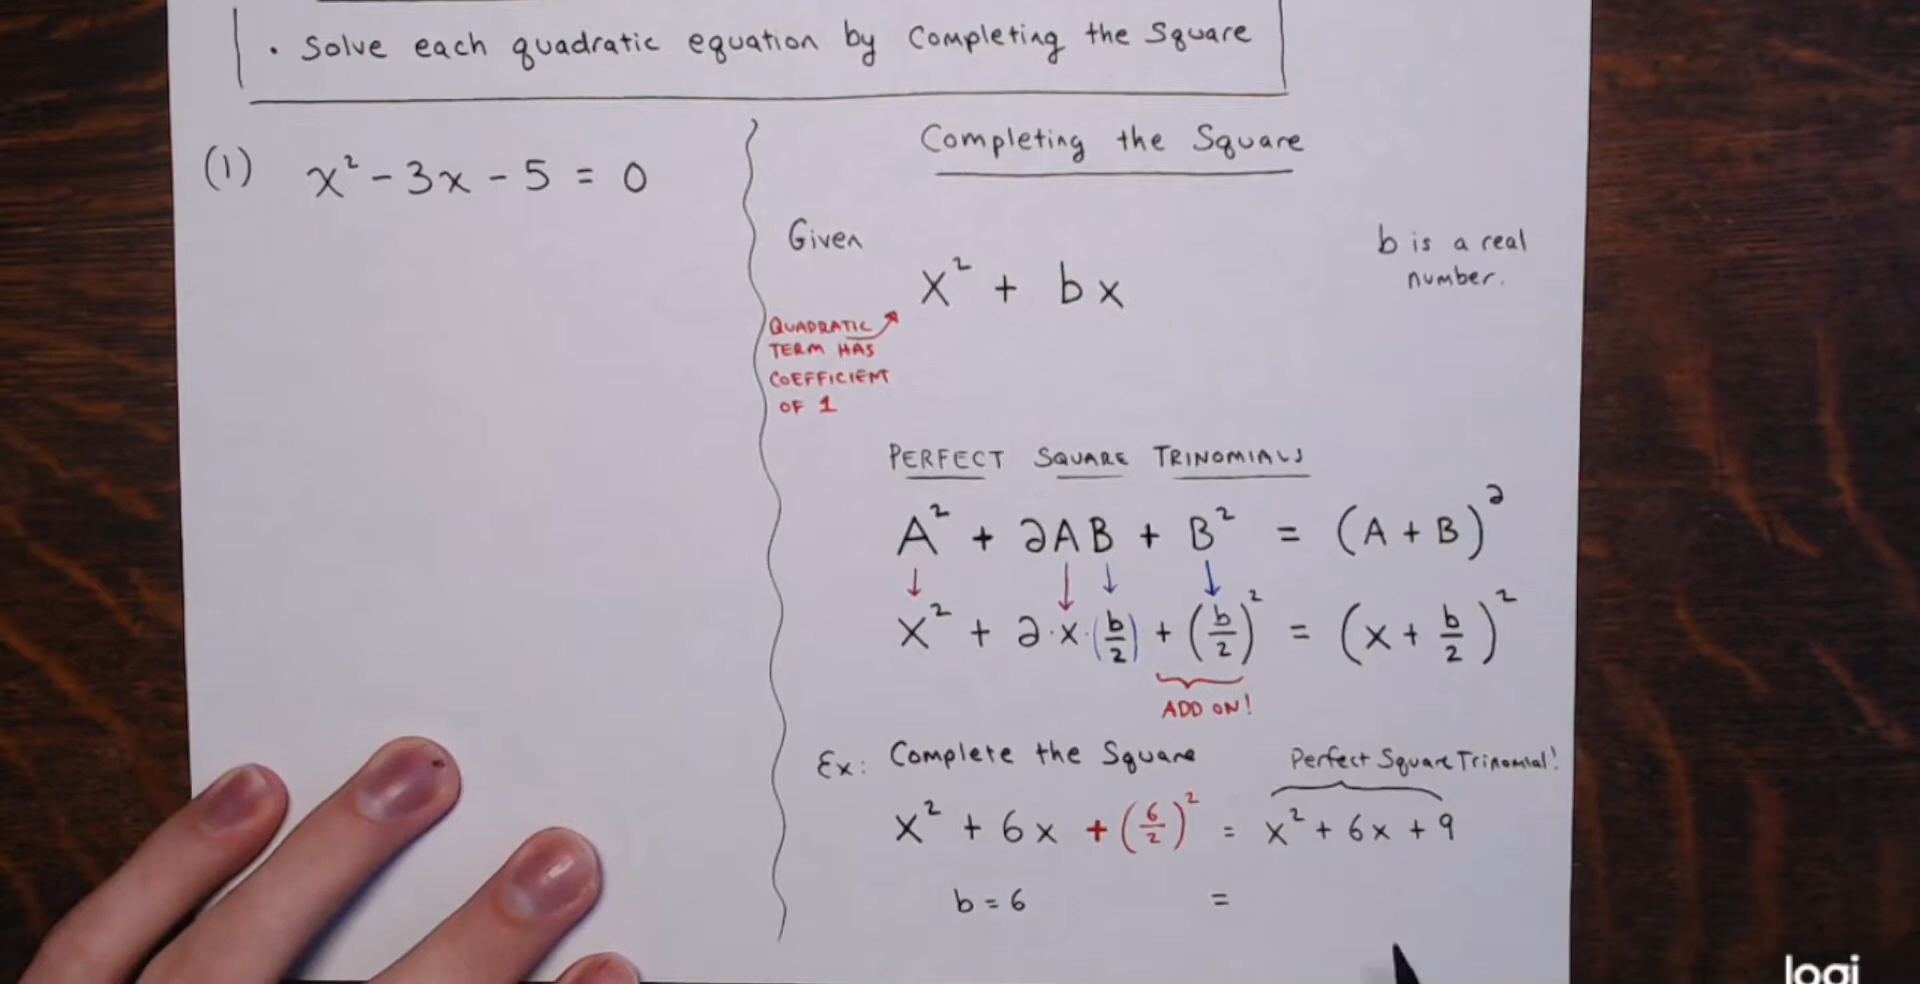 • Solve each quadratic equation by Completing the Square
(1) x² - 3x - 5 = 0
Completing the Square
Given
b is a real
number.
x² + bx
QUADRATIC
TERM HAS
COEFFICIENT
OF 1
PERFECT SQUARE TRINOMIALS
A² + 2AB + B² = (A + B)²
x² + 2·x·(b/2) + (b/2)² = (x + b/2)²
ADD ON!
Ex: Complete the Square
Perfect Square Trinomial!
x² + 6x + (6/2)² = x² + 6x + 9
b = 6 =
logi